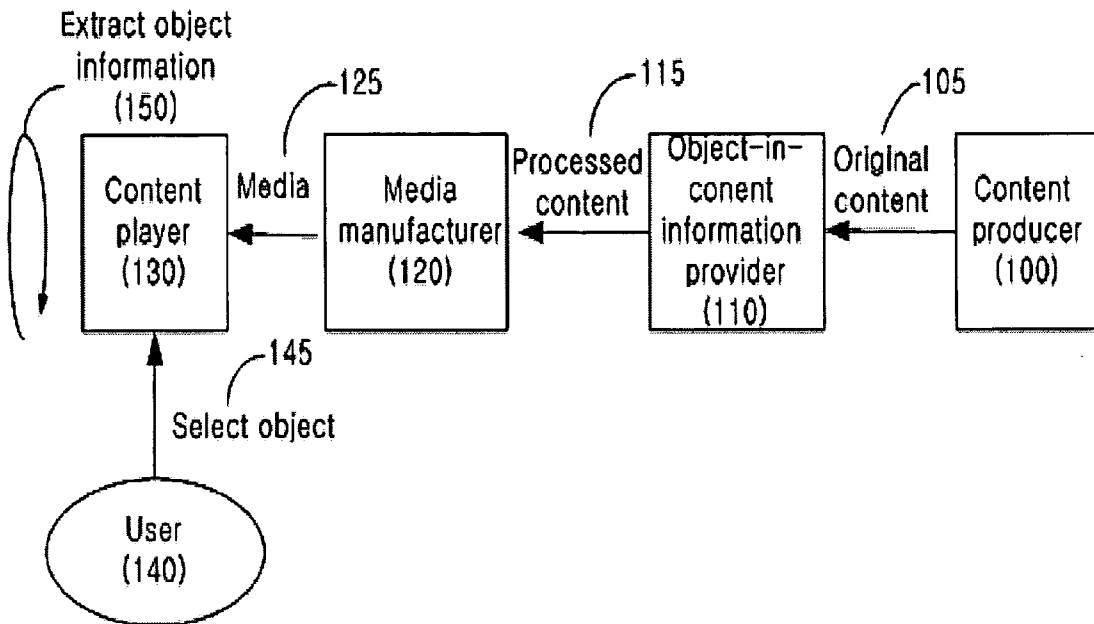 Extract object
information
(150)
125
115
105
Content
player
(130)
Media
Media
manufacturer
(120)
Processed
content
Object-in-
conent
information
provider
(110)
Original
content
Content
producer
(100)
145
Select object
User
(140)